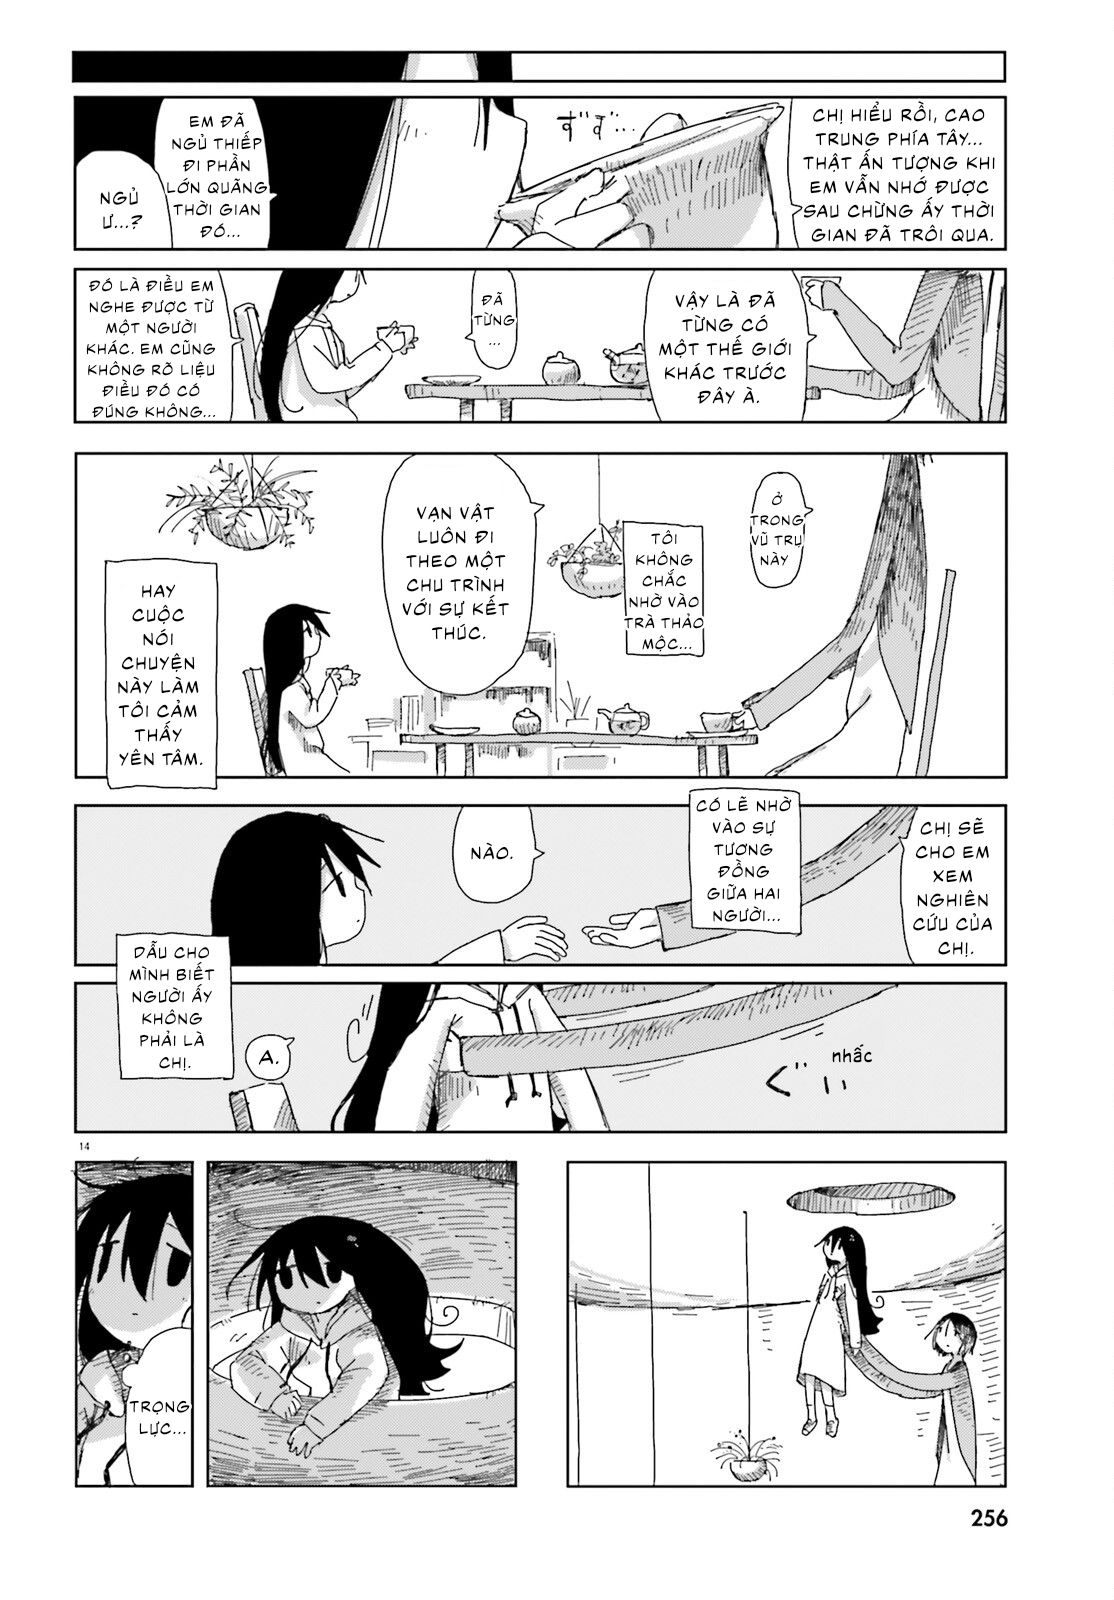 CHỊ HIỂU RỒI, CAO
TRUNG PHÍA TÂY...
THẬT ẤN TƯỢNG KHI
EM VẪN NHỚ ĐƯỢC
SAU CHỪNG ẤY THỜI
GIAN ĐÃ TRÔI QUA.
ずず...
EM ĐÃ
NGỦ THIẾP
ĐI PHẦN
LỚN QUÃNG
THỜI GIAN
ĐÓ...
NGỦ
Ư...?
VẬY LÀ ĐÃ
TỪNG CÓ
MỘT THẾ GIỚI
KHÁC TRƯỚC
ĐÂY À.
ĐÃ
TỪNG
...
ĐÓ LÀ ĐIỀU EM
NGHE ĐƯỢC TỪ
MỘT NGƯỜI
KHÁC. EM CŨNG
KHÔNG RÕ LIỆU
ĐIỀU ĐÓ CÓ
ĐÚNG KHÔNG...
Ở
TRONG
VŨ TRỤ
NÀY
TÔI
KHÔNG
CHẮC
NHỜ VÀO
TRÀ THẢO
MỘC...
VẠN VẬT
LUÔN ĐI
THEO MỘT
CHU TRÌNH
VỚI SỰ KẾT
THÚC.
HAY
CUỘC
NÓI
CHUYỆN
NÀY LÀM
TÔI CẢM
THẤY
YÊN TÂM.
CHỊ SẼ
CHO EM
XEM
NGHIÊN
CỨU CỦA
CHỊ.
CÓ LẼ NHỜ
VÀO SỰ
TƯƠNG
ĐỒNG
GIỮA HAI
NGƯỜI...
NÀO.
DẪU CHO
MÌNH BIẾT
NGƯỜI ẤY
KHÔNG
PHẢI LÀ
CHỊ.
nhấc
ぐい
A.
14
TRỌNG
LỰC...
256